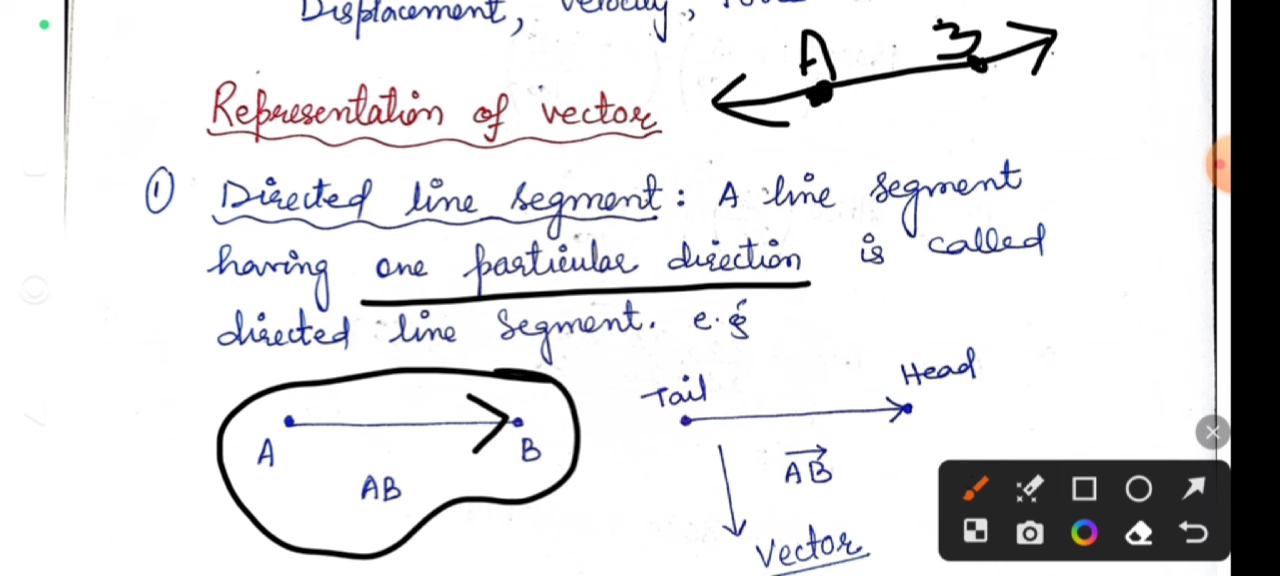 Displacement, Velocity,
A B
Representation of vector
① Directed line segment : A line segment
having one particular direction is called
directed line segment. e.g
Tail Head
A B
AB
AB
Vector